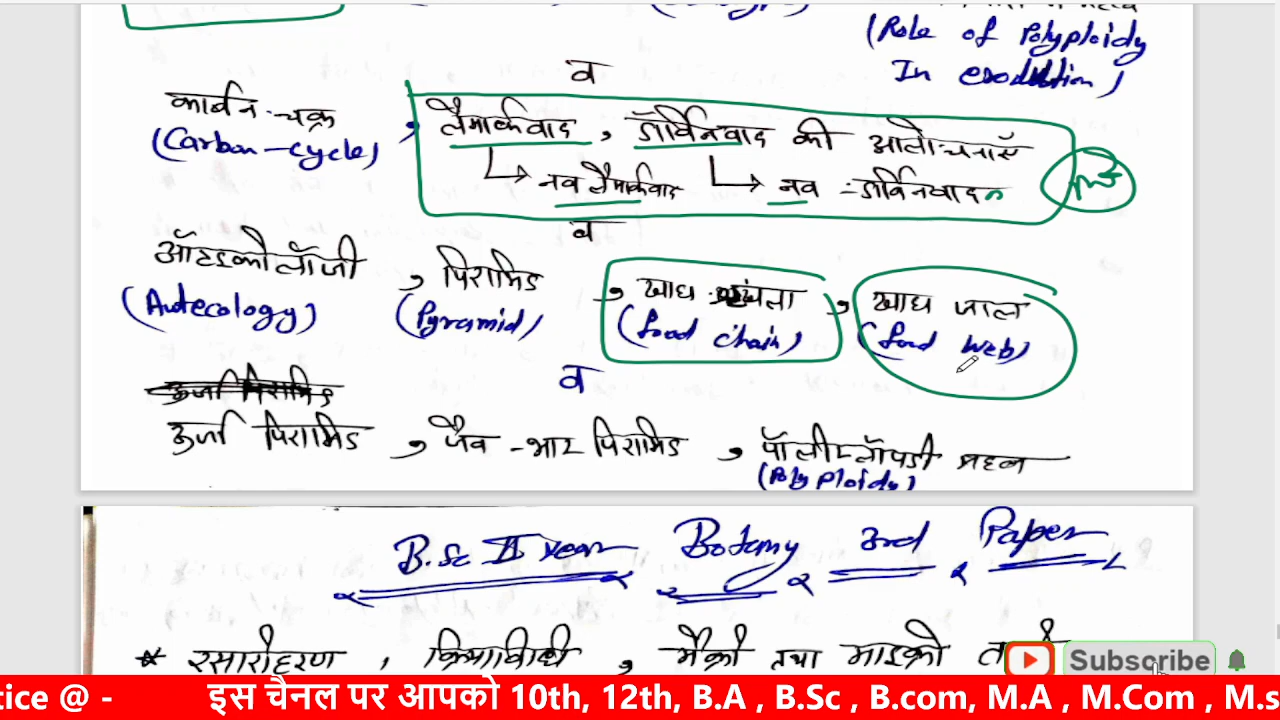 (Role of Polyploidy
In evolution)
व
कार्बन-चक्र, लैमार्कवाद, डार्विनवाद की आलोचनाएँ
(Carbon-cycle)
नव लैमार्कवाद नव-डार्विनवाद
व
ऑटइकोलॉजी, पिरामिड, खाद्य श्रृंखला, खाद्य जाल
(Autecology) (Pyramid) (food chain) (food web)
व
ऊर्जा पिरामिड
ऊर्जा पिरामिड, जैव-भार पिरामिड, पॉलीप्लॉयडी महत्व
(Polyploidy)
B.Sc II year Botany 3rd Paper
* रसारोहण, क्रियाविधी, मैक्रो तथा माइक्रो
Subscribe
tice @ - इस चैनल पर आपको 10th, 12th, B.A , B.Sc , B.com, M.A , M.Com , M.s